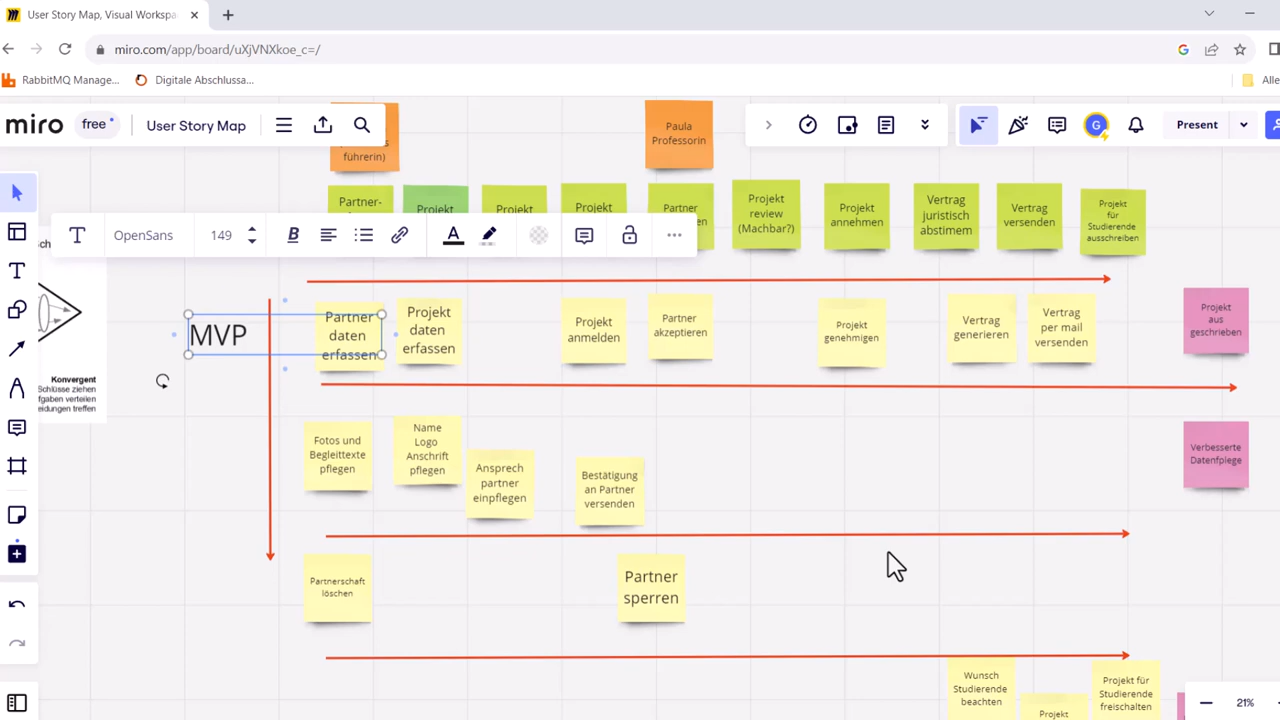 User Story Map, Visual Workspa
miro.com/app/board/uXjVNXkoe_c=/
RabbitMQ Manage...
Digitale Abschlussa...
Alle
miro
free
User Story Map
Present
G
führerin)
Paula
Professorin
Partner-
Projekt
Projekt
Projekt
Partner
Projekt
review
(Machbar?)
Projekt
annehmen
Vertrag
juristisch
abstimem
Vertrag
versenden
Projekt
für
Studierende
ausschreiben
OpenSans
149
MVP
Partner
daten
erfassen
Projekt
daten
erfassen
Projekt
anmelden
Partner
akzeptieren
Projekt
genehmigen
Vertrag
generieren
Vertrag
per mail
versenden
Projekt
aus
geschrieben
Konvergent
Schlüsse ziehen
Fotos und
Begleittexte
pflegen
Name
Logo
Anschrift
pflegen
Ansprech
partner
einpflegen
Bestätigung
an Partner
versenden
Verbesserte
Datenfplege
Partnerschaft
löschen
Partner
sperren
Wunsch
Studierende
beachten
Projekt
Projekt für
Studierende
freischalten
21%